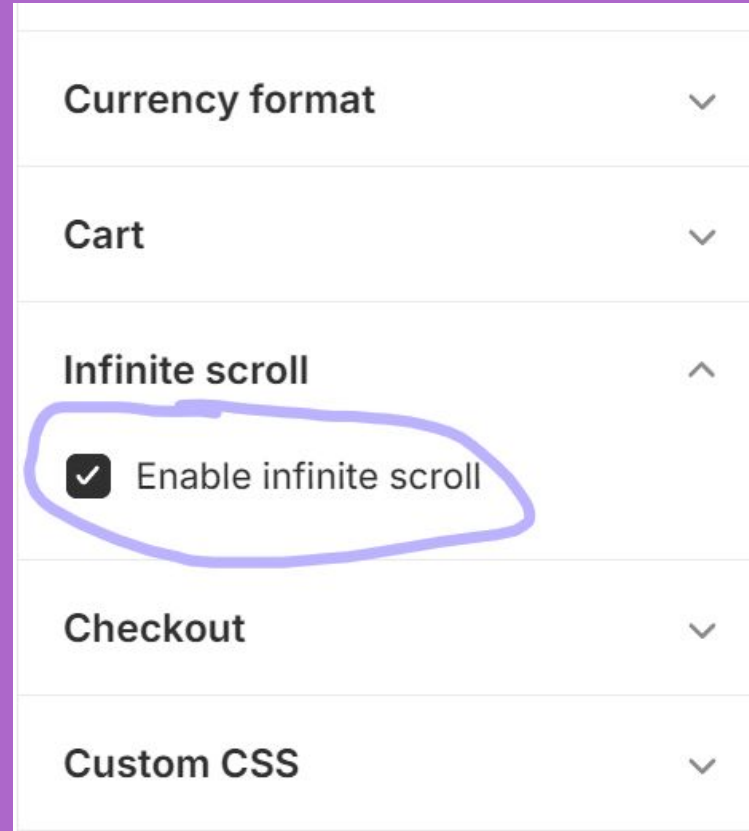 Currency format
Cart
Infinite scroll
Enable infinite scroll
Checkout
Custom CSS